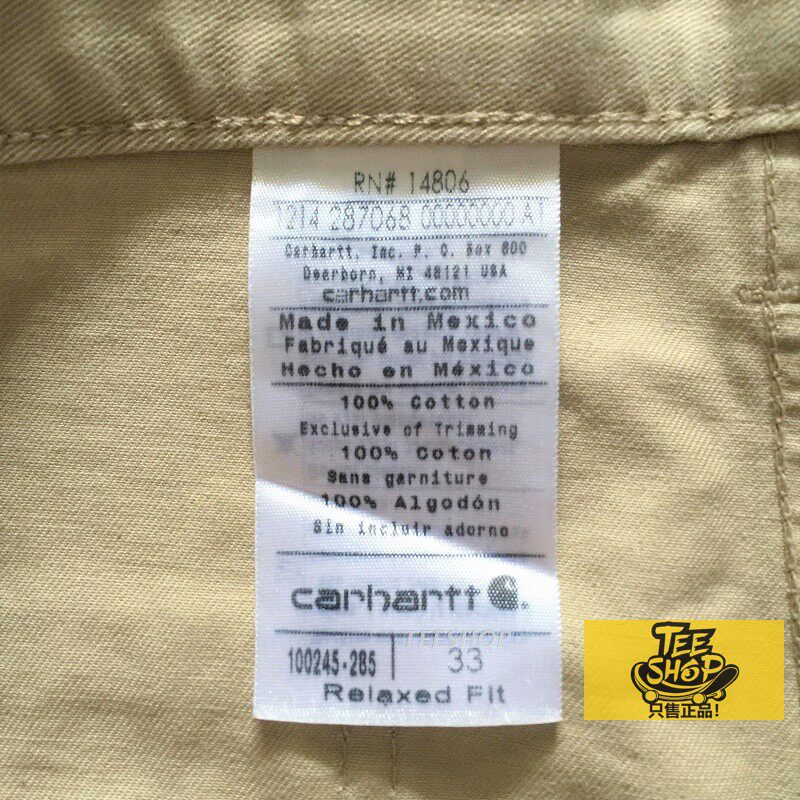 RN# 14806
1214 287068 00000000 A1
Carhartt, Inc. P. O. Box 600
Dearborn, MI 48121 USA
carhartt.com
Made in Mexico
Fabriqué au Mexique
Hecho en México
100% Cotton
Exclusive of Trimming
100% Coton
Sans garniture
100% Algodón
Sin incluir adorno
carhartt
TEESHOP
100245-285 | 33
Relaxed Fit
TEE
SHOP
只售正品!